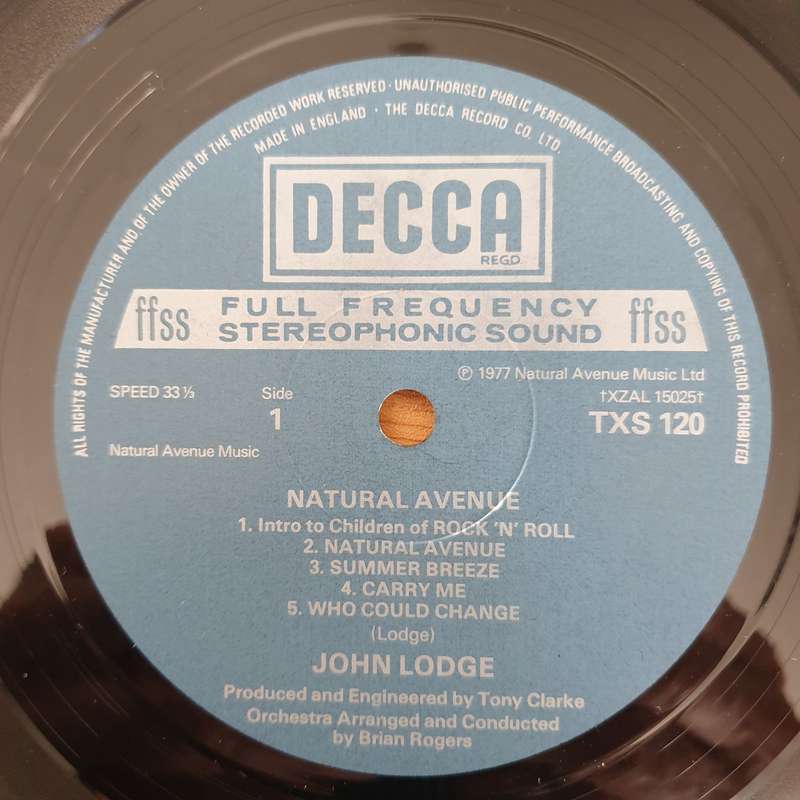 ALL RIGHTS OF THE MANUFACTURER AND OF THE OWNER OF THE RECORDED WORK RESERVED · UNAUTHORISED PUBLIC PERFORMANCE BROADCASTING AND COPYING OF THIS RECORD PROHIBITED
MADE IN ENGLAND · THE DECCA RECORD CO. LTD.
DECCA
REGD.
ffss FULL FREQUENCY STEREOPHONIC SOUND ffss
℗ 1977 Natural Avenue Music Ltd
SPEED 33⅓ Side †XZAL 15025†
1 TXS 120
Natural Avenue Music
NATURAL AVENUE
1. Intro to Children of ROCK 'N' ROLL
2. NATURAL AVENUE
3. SUMMER BREEZE
4. CARRY ME
5. WHO COULD CHANGE
(Lodge)
JOHN LODGE
Produced and Engineered by Tony Clarke
Orchestra Arranged and Conducted
by Brian Rogers